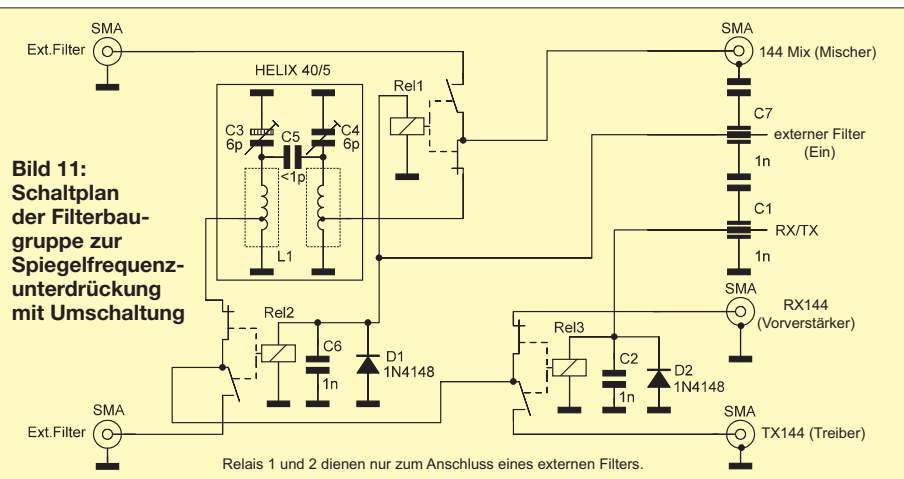 SMA
Ext.Filter
HELIX 40/5
C3
6p
C5
<1p
C4
6p
L1
Rel1
SMA
144 Mix (Mischer)
C7
1n
externer Filter
(Ein)
C1
1n
RX/TX
Bild 11:
Schaltplan
der Filterbau-
gruppe zur
Spiegelfrequenz-
unterdrückung
mit Umschaltung
Rel2
C6
1n
D1
1N4148
Rel3
C2
1n
D2
1N4148
SMA
RX144
(Vorverstärker)
SMA
Ext.Filter
SMA
TX144 (Treiber)
Relais 1 und 2 dienen nur zum Anschluss eines externen Filters.